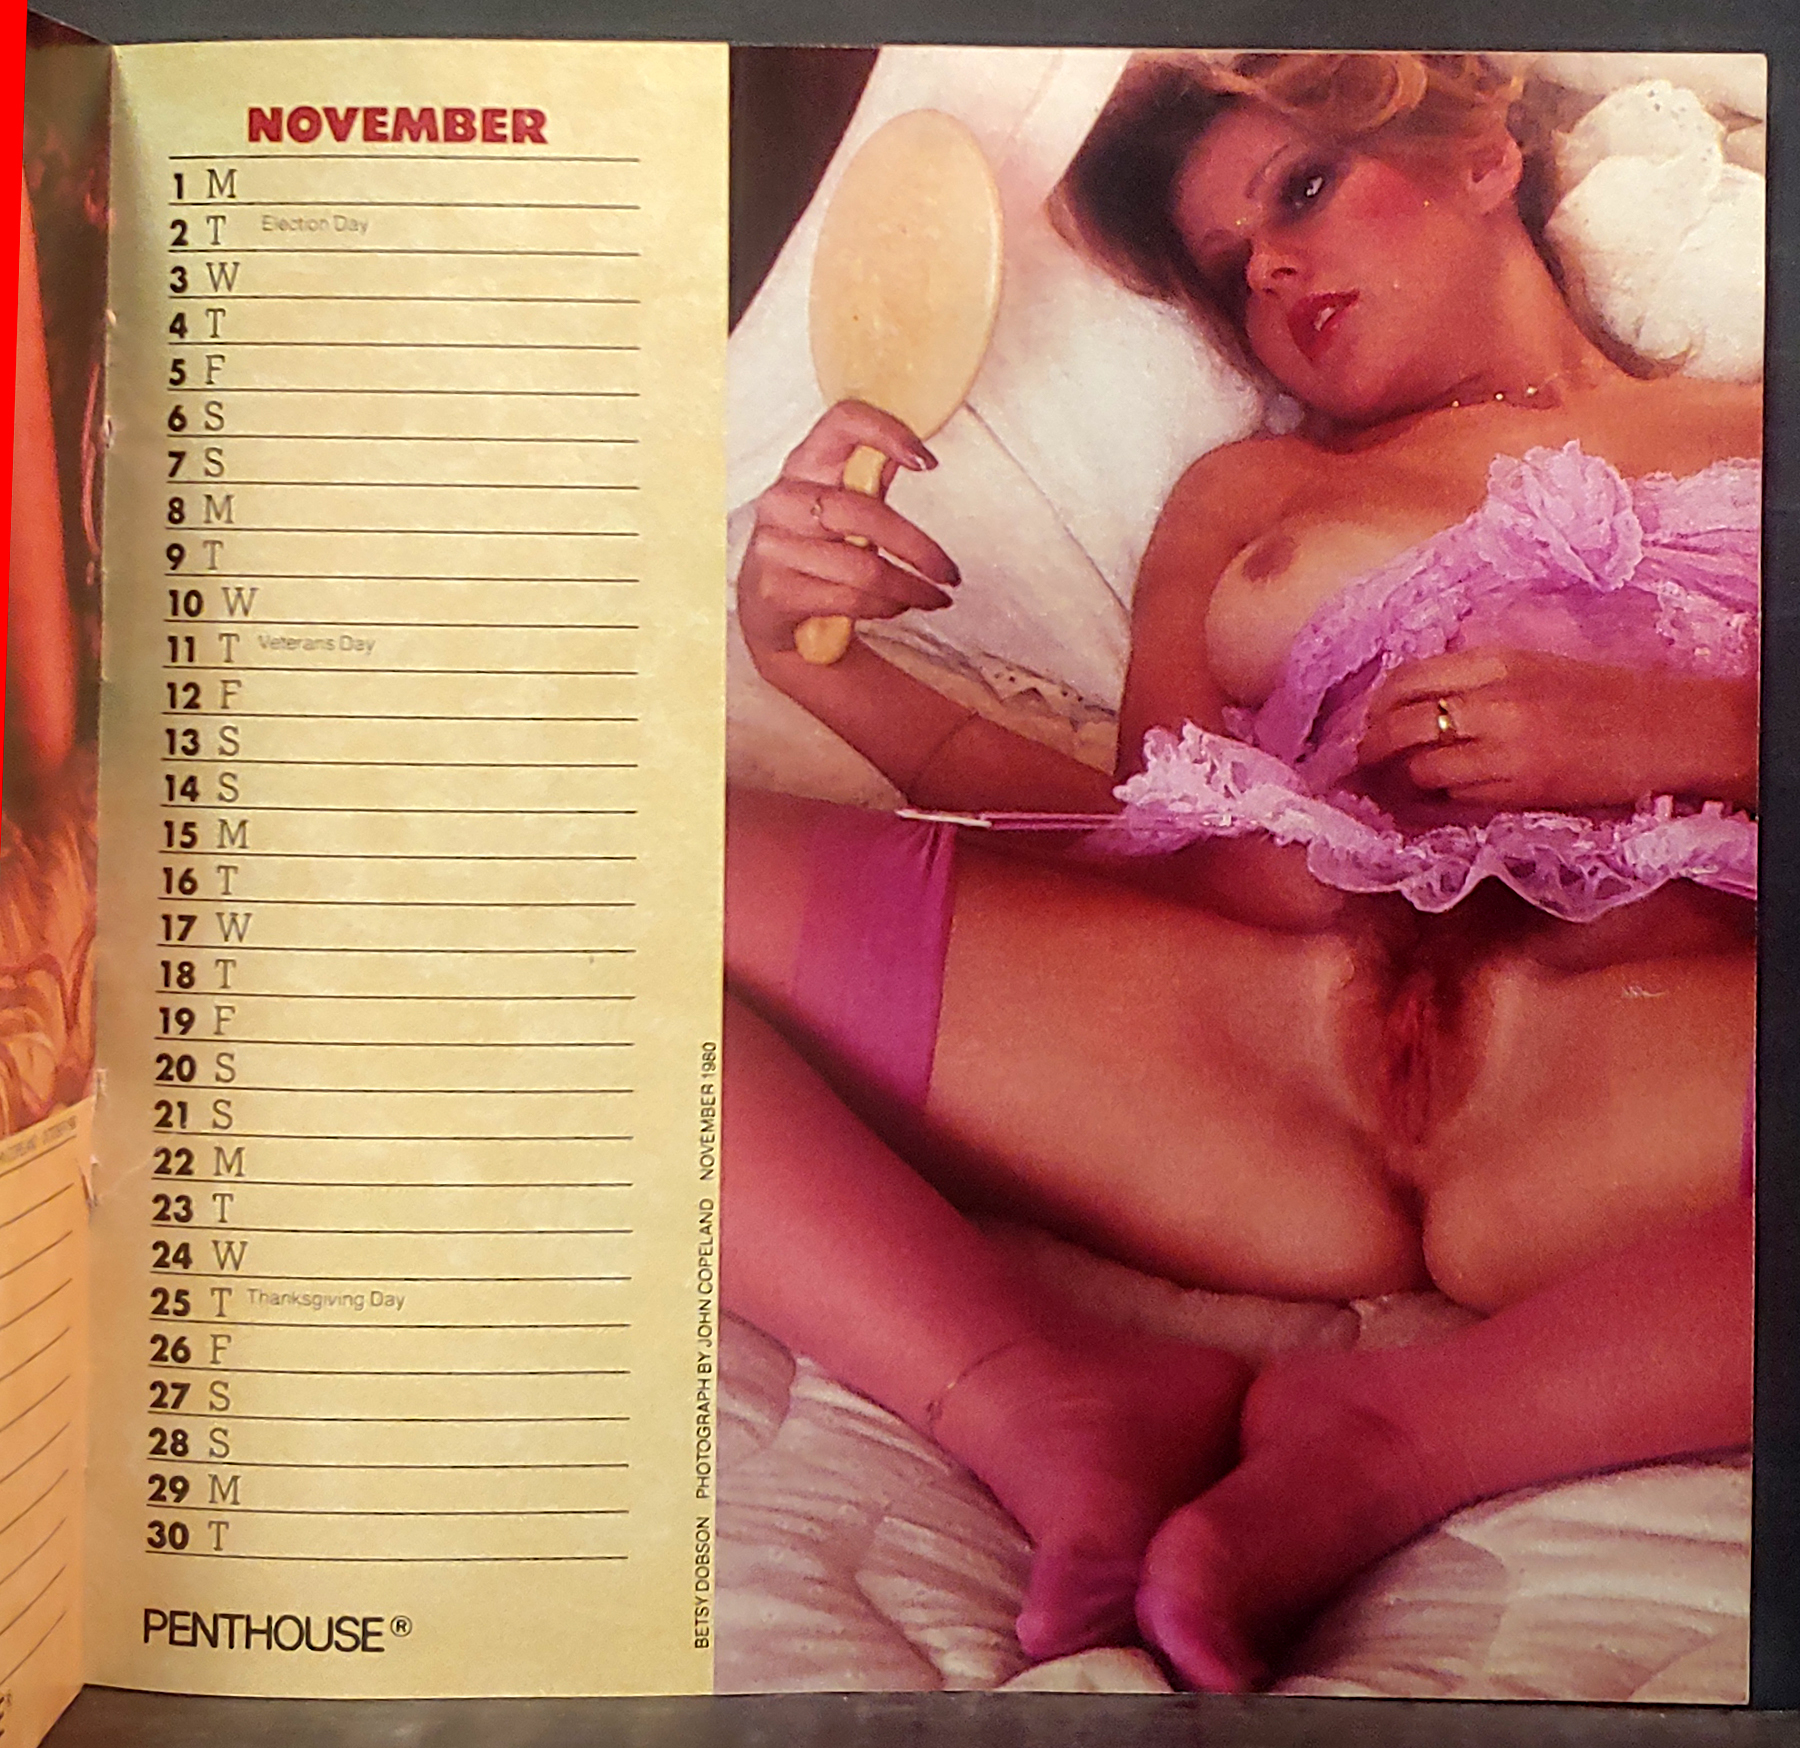 NOVEMBER
1 M
2 T Election Day
3 W
4 T
5 F
6 S
7 S
8 M
9 T
10 W
11 T Veterans Day
12 F
13 S
14 S
15 M
16 T
17 W
18 T
19 F
20 S
21 S
22 M
23 T
24 W
25 T Thanksgiving Day
26 F
27 S
28 S
29 M
30 T
PENTHOUSE®
BETSY DOBSON PHOTOGRAPH BY JOHN COPELAND NOVEMBER 1980